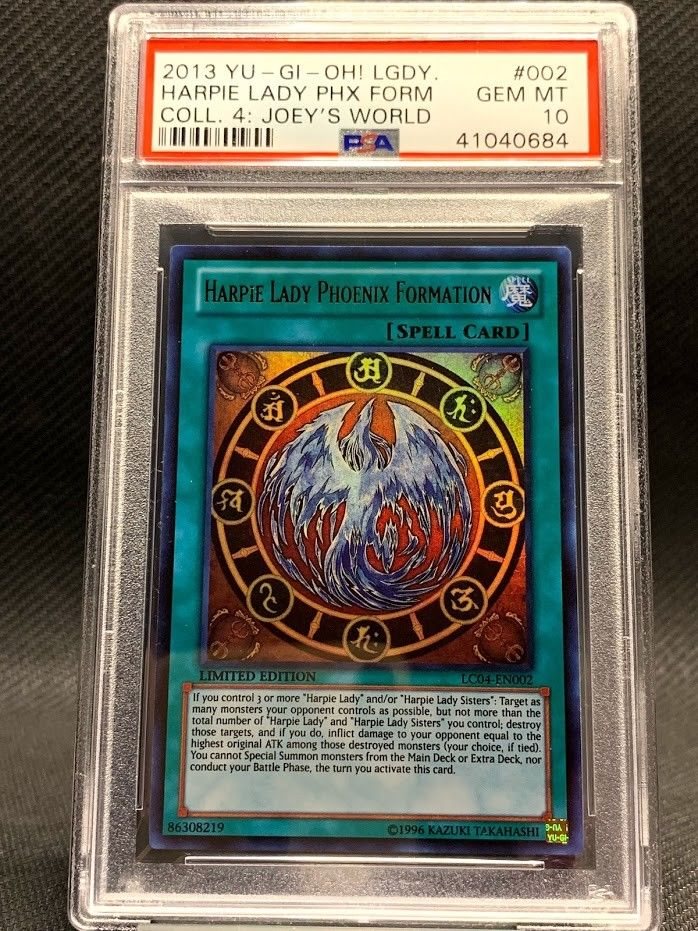 2013 YU-GI-OH! LGDY. #002
HARPIE LADY PHX FORM GEM MT
COLL. 4: JOEY'S WORLD 10
PSA 41040684
HARPIE LADY PHOENIX FORMATION
SPELL
魔
[SPELL CARD]
LIMITED EDITION LC04-EN002
If you control 3 or more "Harpie Lady" and/or "Harpie Lady Sisters": Target as
many monsters your opponent controls as possible, but not more than the
total number of "Harpie Lady" and "Harpie Lady Sisters" you control; destroy
those targets, and if you do, inflict damage to your opponent equal to the
highest original ATK among those destroyed monsters (your choice, if tied).
You cannot Special Summon monsters from the Main Deck or Extra Deck, nor
conduct your Battle Phase, the turn you activate this card.
86308219 ©1996 KAZUKI TAKAHASHI
YU-GI-